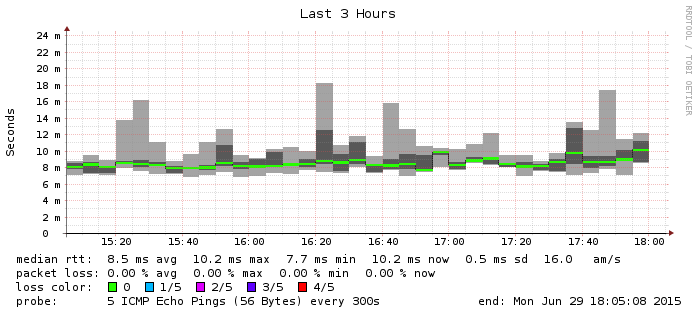 Last 3 Hours
RRDTOOL / TOBI OETIKER
Seconds
24 m
22 m
20 m
18 m
16 m
14 m
12 m
10 m
8 m
6 m
4 m
2 m
0
15:20 15:40 16:00 16:20 16:40 17:00 17:20 17:40 18:00
median rtt: 8.5 ms avg 10.2 ms max 7.7 ms min 10.2 ms now 0.5 ms sd 16.0 am/s
packet loss: 0.00 % avg 0.00 % max 0.00 % min 0.00 % now
loss color: 0 1/5 2/5 3/5 4/5
probe: 5 ICMP Echo Pings (56 Bytes) every 300s end: Mon Jun 29 18:05:08 2015